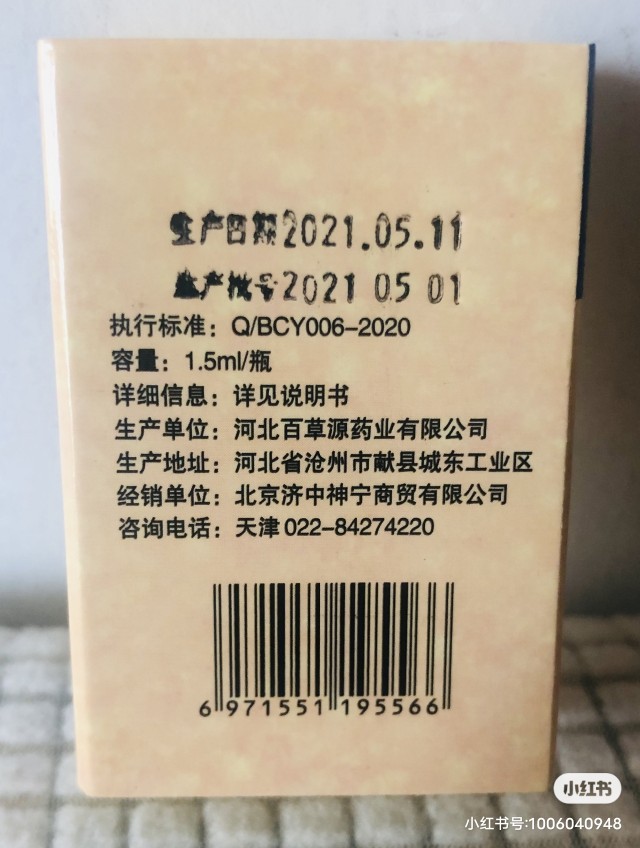 生产日期2021.05.11
生产批号2021 05 01
执行标准：Q/BCY006-2020
容量：1.5ml/瓶
详细信息：详见说明书
生产单位：河北百草源药业有限公司
生产地址：河北省沧州市献县城东工业区
经销单位：北京济中神宁商贸有限公司
咨询电话：天津022-84274220
6 971551 195566
小红书
小红书号:1006040948